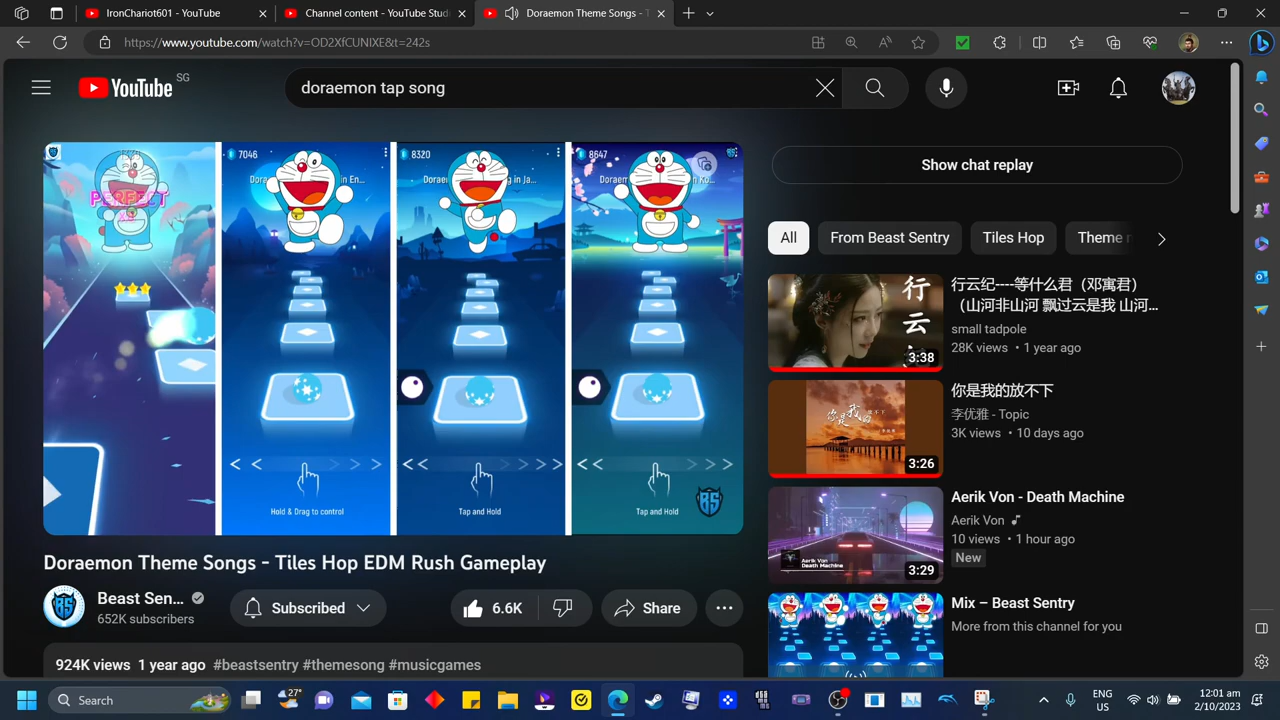 IronChariot601 - YouTube
Channel content - YouTube Studi
Doraemon Theme Songs - T
https://www.youtube.com/watch?v=OD2XfCUNIXE&t=242s
YouTube SG
doraemon tap song
PERFECT
7046
8320
8647
Hold & Drag to control
Tap and Hold
Tap and Hold
Show chat replay
All
From Beast Sentry
Tiles Hop
Theme
行云纪----等什么君（邓寓君）
（山河非山河 飘过云是我 山河...
small tadpole
28K views • 1 year ago
行云
3:38
你是我的放不下
李优雅 - Topic
3K views • 10 days ago
3:26
Aerik Von - Death Machine
Aerik Von
10 views • 1 hour ago
New
Aerik Von
Death Machine
3:29
Mix – Beast Sentry
More from this channel for you
Doraemon Theme Songs - Tiles Hop EDM Rush Gameplay
Beast Sen...
652K subscribers
Subscribed
6.6K
Share
924K views 1 year ago #beastsentry #themesong #musicgames
Search
27°
ENG
US
12:01 am
2/10/2023